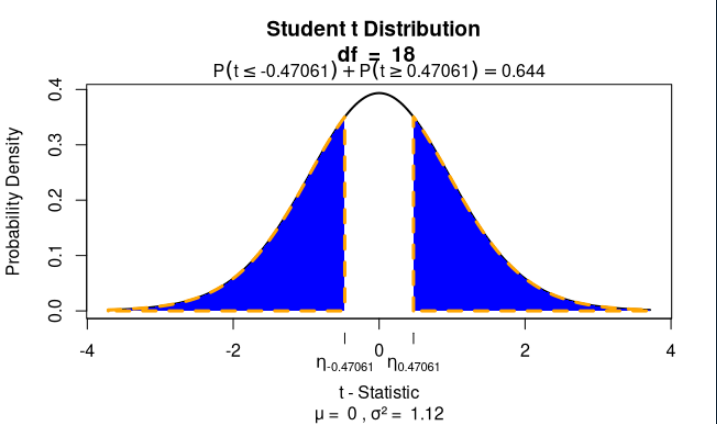 Student t Distribution
df = 18
P(t ≤ -0.47061) + P(t ≥ 0.47061) = 0.644
Probability Density
0.4
0.3
0.2
0.1
0.0
-4 -2 0 2 4
η-0.47061 η0.47061
t - Statistic
μ = 0 , σ² = 1.12